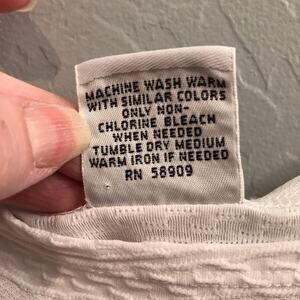 MACHINE WASH WARM
WITH SIMILAR COLORS
ONLY NON-
CHLORINE BLEACH
WHEN NEEDED
TUMBLE DRY MEDIUM
WARM IRON IF NEEDED
RN 58909